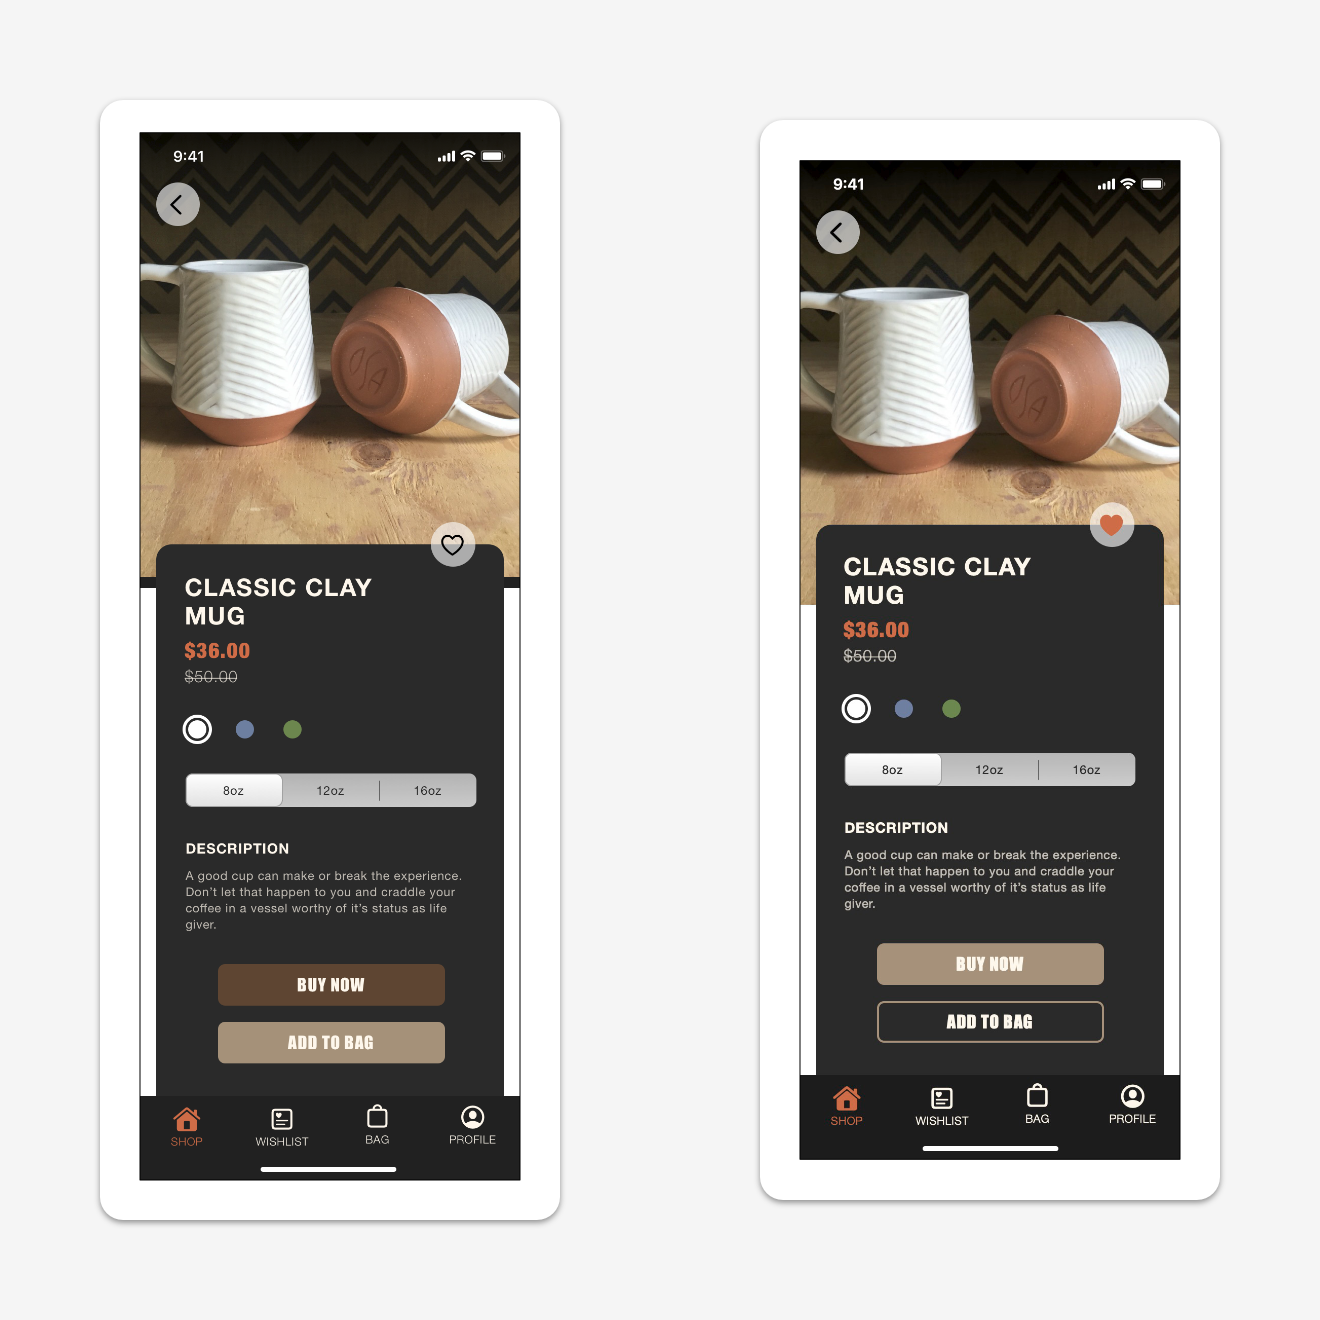 9:41
OSA
CLASSIC CLAY
MUG
$36.00
$50.00
8oz 12oz 16oz
DESCRIPTION
A good cup can make or break the experience.
Don't let that happen to you and craddle your
coffee in a vessel worthy of it's status as life
giver.
BUY NOW
ADD TO BAG
SHOP WISHLIST BAG PROFILE
9:41
OSA
CLASSIC CLAY
MUG
$36.00
$50.00
8oz 12oz 16oz
DESCRIPTION
A good cup can make or break the experience.
Don't let that happen to you and craddle your
coffee in a vessel worthy of it's status as life
giver.
BUY NOW
ADD TO BAG
SHOP WISHLIST BAG PROFILE